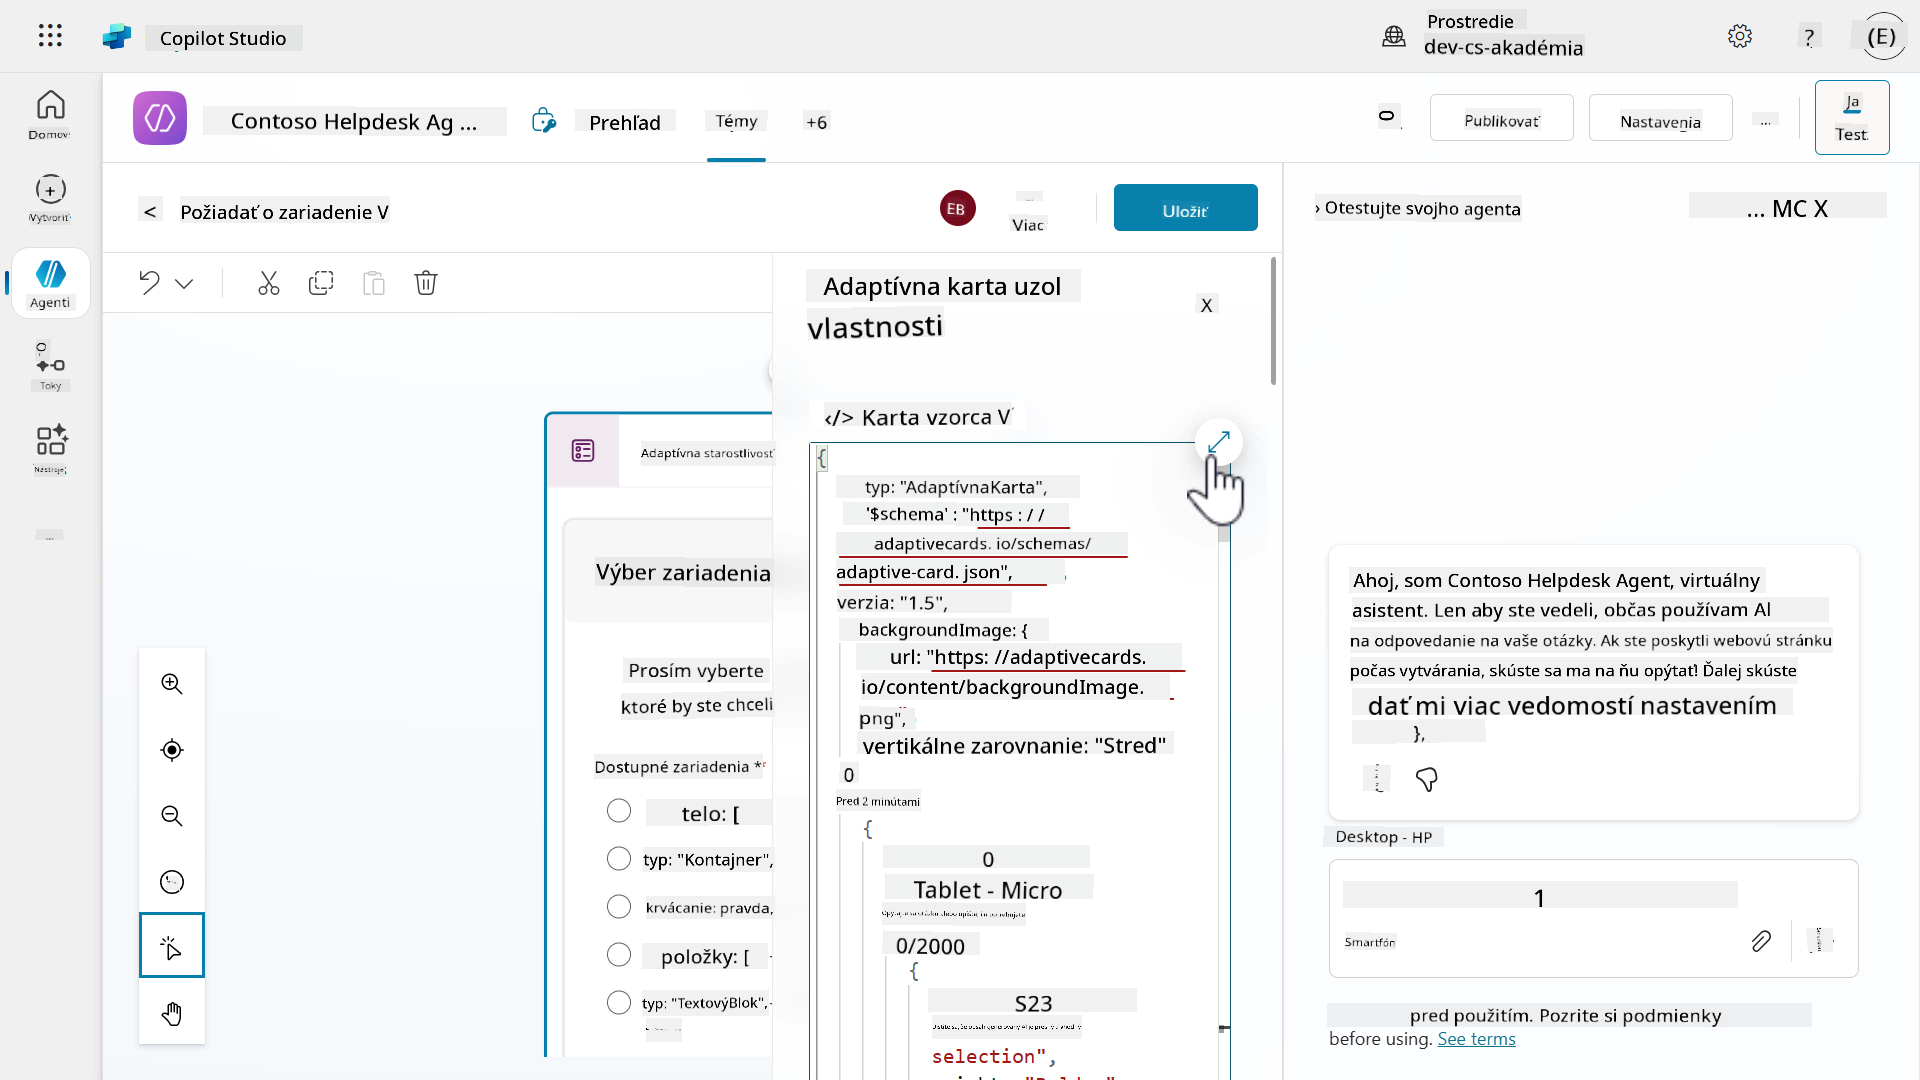 Copilot Studio
Prostredie
dev-cs-akadémia
?
(E)
Domov
Vytvoriť
Agenti
Toky
Nástroje
Contoso Helpdesk Ag ...
Prehľad
Témy
+6
Publikovať
Nastavenia
...
Ja
Test
< Požiadať o zariadenie V
EB
Viac
Uložiť
› Otestujte svojho agenta
... MC X
Adaptívna karta uzol
vlastnosti
X
</> Karta vzorca V
Adaptívna starostlivosť
Výber zariadenia
Prosím vyberte
ktoré by ste chceli
Dostupné zariadenia *
telo: [
typ: "Kontajner",
krvácanie: pravda,
položky: [
typ: "TextovýBlok",
{
typ: "AdaptívnaKarta",
'$schema' : "https : / /
adaptivecards. io/schemas/
adaptive-card. json",
verzia: "1.5",
backgroundImage: {
url: "https: //adaptivecards.
io/content/backgroundImage.
png",
vertikálne zarovnanie: "Stred"
0
Pred 2 minútami
{
0
Tablet - Micro
0/2000
{
S23
selection",
Ahoj, som Contoso Helpdesk Agent, virtuálny
asistent. Len aby ste vedeli, občas používam Al
na odpovedanie na vaše otázky. Ak ste poskytli webovú stránku
počas vytvárania, skúste sa ma na ňu opýtať! Ďalej skúste
dať mi viac vedomostí nastavením
},
Desktop - HP
1
Smartfón
pred použitím. Pozrite si podmienky
before using. See terms